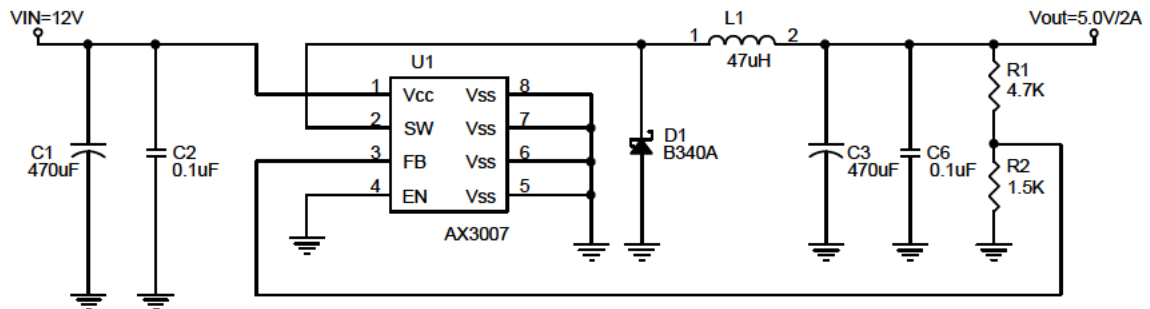 VIN=12V
L1
Vout=5.0V/2A
1
2
47uH
U1
R1
4.7K
1
Vcc
Vss
8
2
SW
Vss
7
3
FB
Vss
6
4
EN
Vss
5
AX3007
C1
470uF
C2
0.1uF
D1
B340A
C3
470uF
C6
0.1uF
R2
1.5K